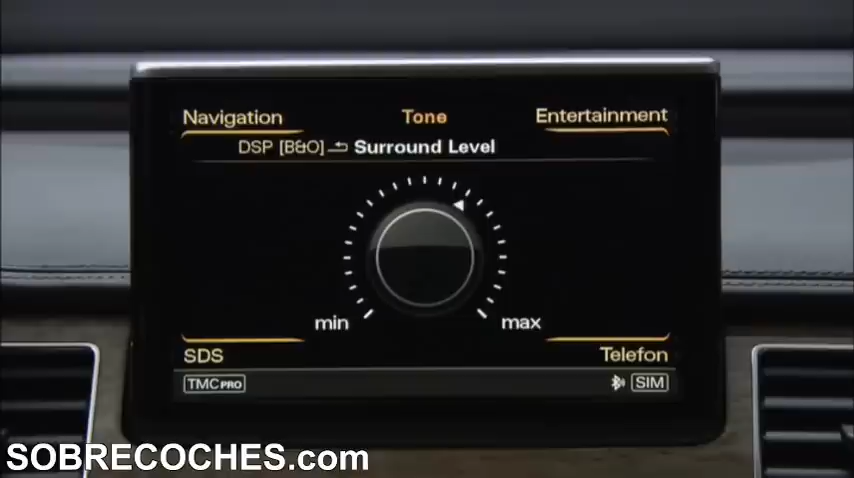 Navigation Tone Entertainment
DSP [B&O] Surround Level
min max
SDS Telefon
TMC PRO SIM
SOBRECOCHES.com